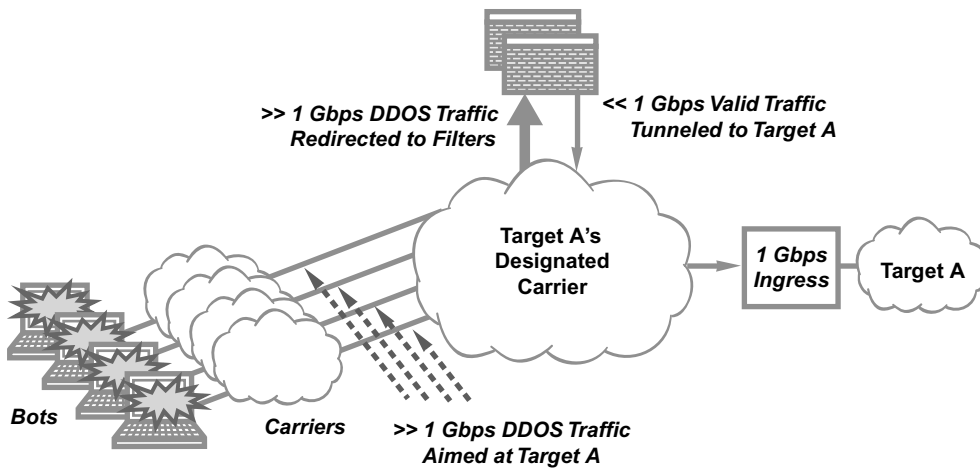 >> 1 Gbps DDOS Traffic
Redirected to Filters
<< 1 Gbps Valid Traffic
Tunneled to Target A
Target A's
Designated
Carrier
1 Gbps
Ingress
Target A
Bots
Carriers
>> 1 Gbps DDOS Traffic
Aimed at Target A